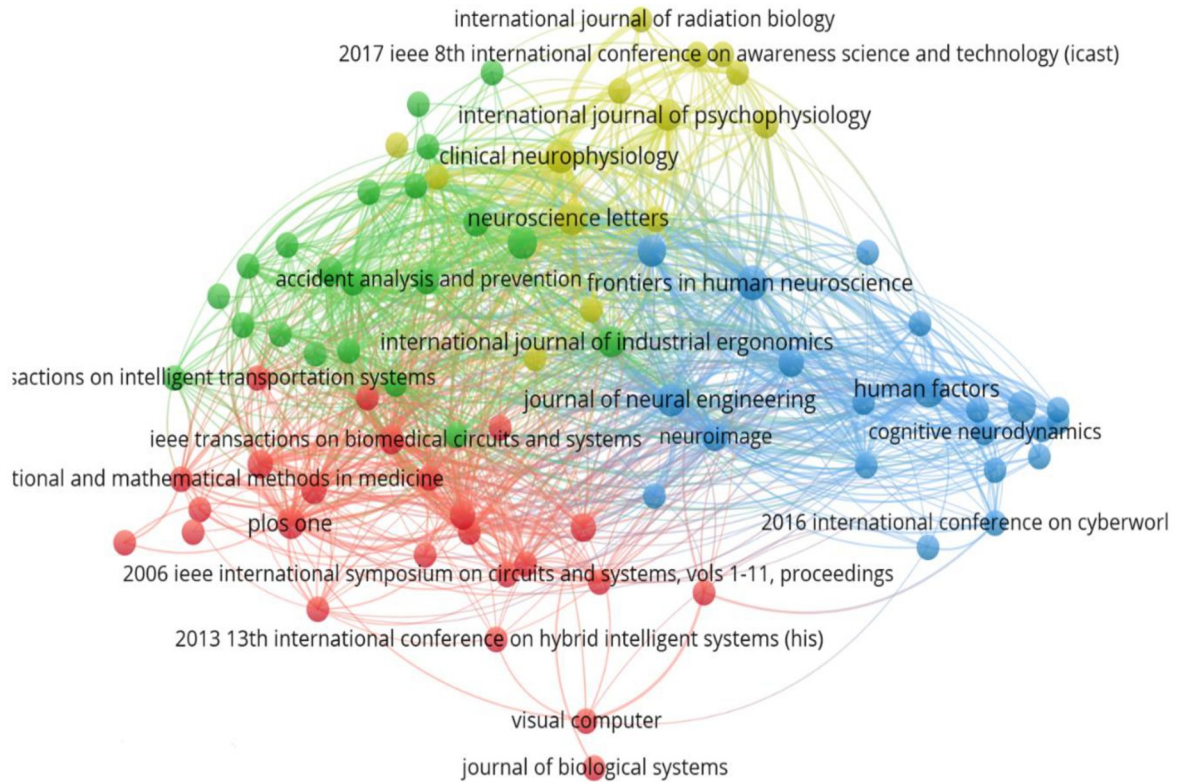 international journal of radiation biology
2017 ieee 8th international conference on awareness science and technology (icast)
international journal of psychophysiology
clinical neurophysiology
neuroscience letters
accident analysis and prevention
frontiers in human neuroscience
international journal of industrial ergonomics
sactions on intelligent transportation systems
human factors
journal of neural engineering
cognitive neurodynamics
ieee transactions on biomedical circuits and systems
neuroimage
tional and mathematical methods in medicine
plos one
2016 international conference on cyberworl
2006 ieee international symposium on circuits and systems, vols 1-11, proceedings
2013 13th international conference on hybrid intelligent systems (his)
visual computer
journal of biological systems